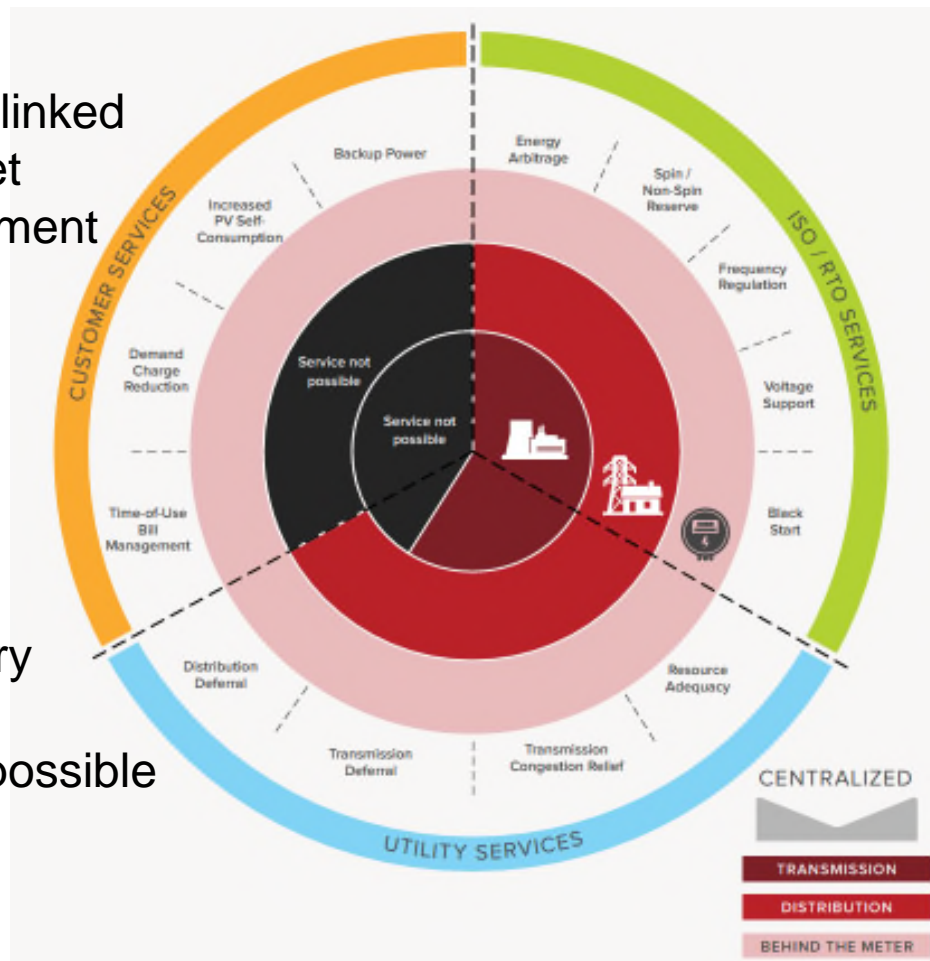 linked
et
ment
ry
possible
CUSTOMER SERVICES
ISO / RTO SERVICES
UTILITY SERVICES
Backup Power
Increased
PV Self-
Consumption
Demand
Charge
Reduction
Time-of-Use
Bill
Management
Energy
Arbitrage
Spin /
Non-Spin
Reserve
Frequency
Regulation
Voltage
Support
Black
Start
Resource
Adequacy
Transmission
Congestion Relief
Transmission
Deferral
Distribution
Deferral
Service not
possible
Service not
possible
CENTRALIZED
TRANSMISSION
DISTRIBUTION
BEHIND THE METER